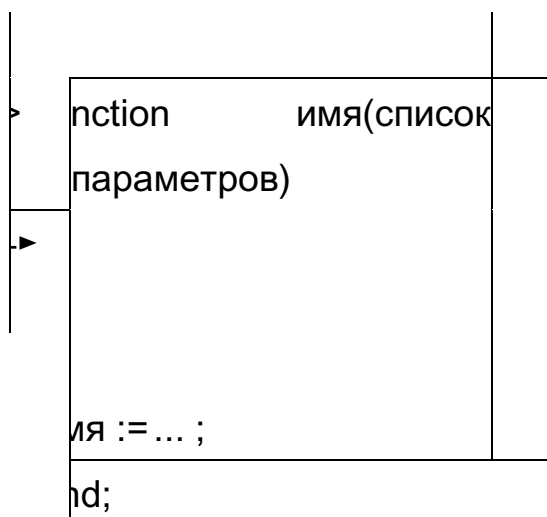 nction имя(список
параметров)
мя := ... ;
nd;